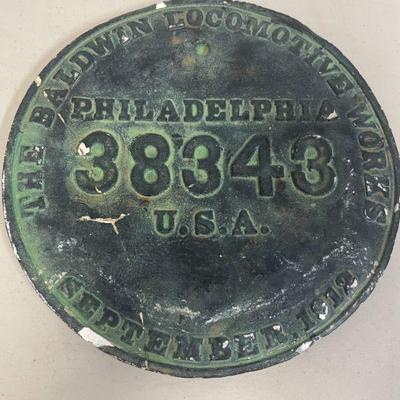 THE BALDWIN LOCOMOTIVE WORKS
PHILADELPHIA
38343
U.S.A.
SEPTEMBER, 1912